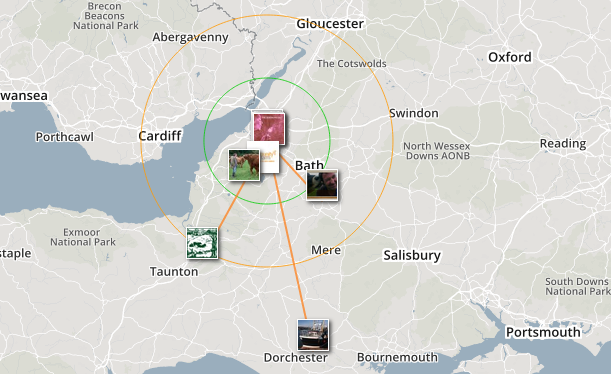 Brecon
Beacons
National Park
Gloucester
Abergavenny
The Cotswolds
Oxford
wansea
Swindon
Porthcawl
Cardiff
North Wessex
Downs AONB
Reading
Bath
Exmoor
National Park
staple
Mere
Salisbury
Taunton
South Downs
National Park
Portsmouth
Dorchester
Bournemouth